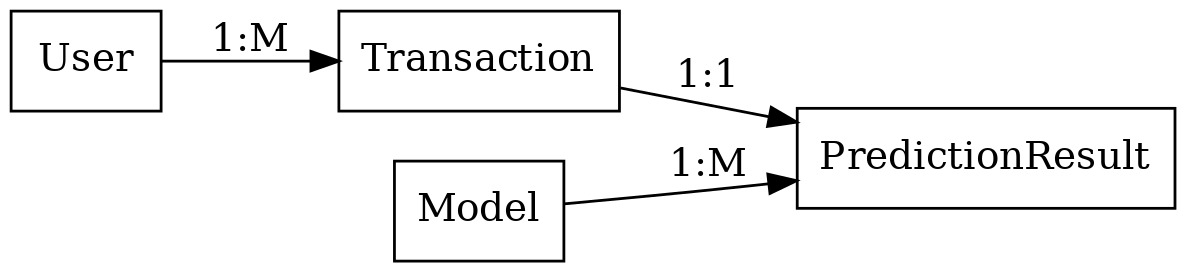 User
1:M
Transaction
1:1
PredictionResult
Model
1:M